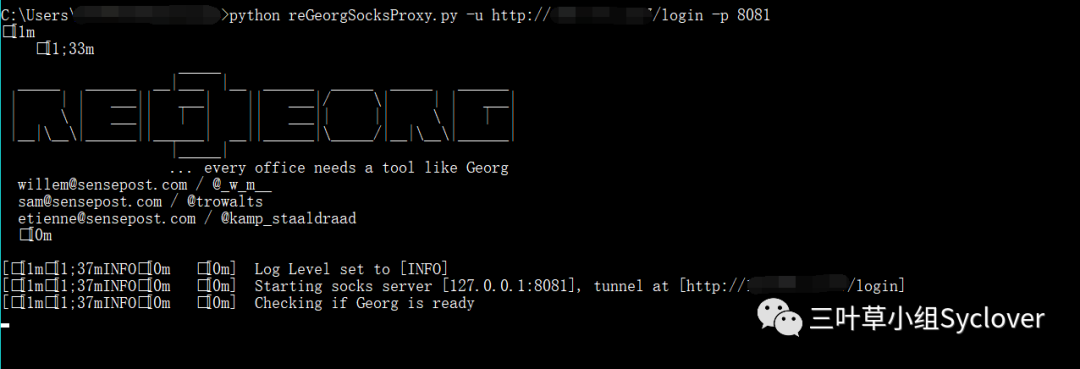 C:\Users\ >python reGeorgSocksProxy.py -u http:// /login -p 8081
[1m
[1;33m
REGEORG
... every office needs a tool like Georg
willem@sensepost.com / @_w_m__
sam@sensepost.com / @trowalts
etienne@sensepost.com / @kamp_staaldraad
[0m
[[1m[1;37mINFO[0m [0m] Log Level set to [INFO]
[[1m[1;37mINFO[0m [0m] Starting socks server [127.0.0.1:8081], tunnel at [http:// /login]
[[1m[1;37mINFO[0m [0m] Checking if Georg is ready
三叶草小组Syclover